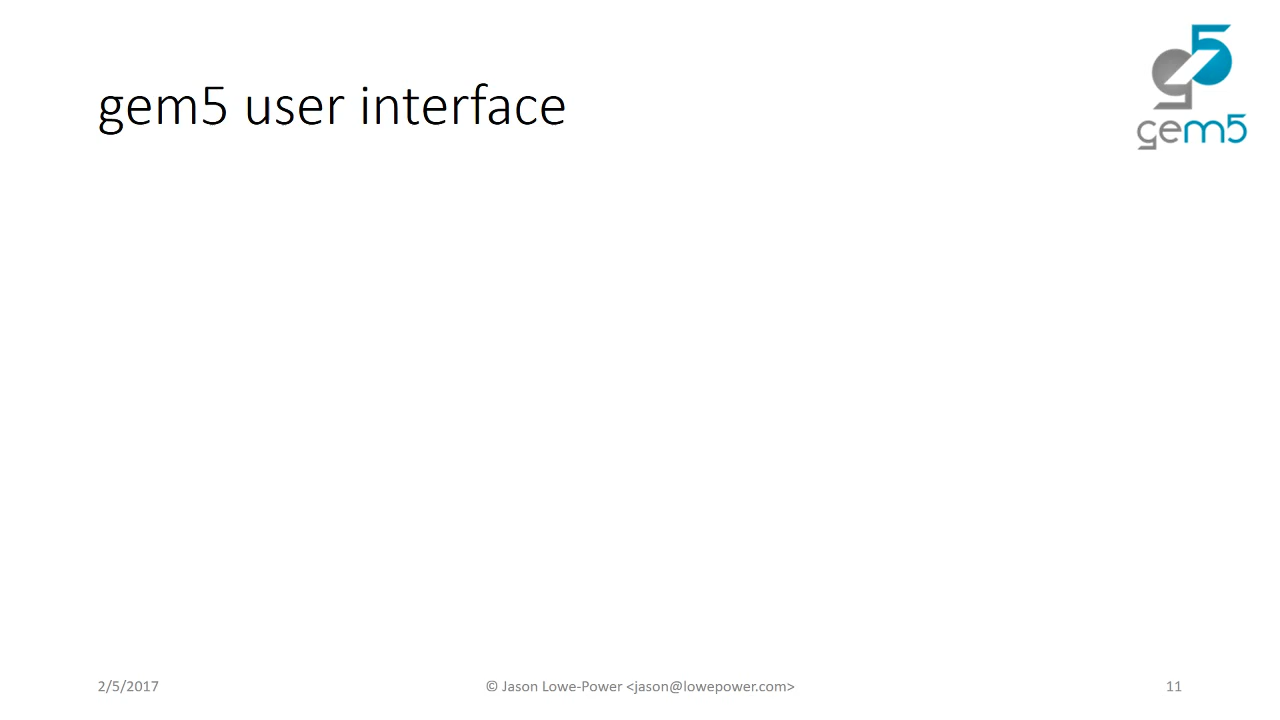 gem5 user interface
gem5
2/5/2017
© Jason Lowe-Power <jason@lowepower.com>
11